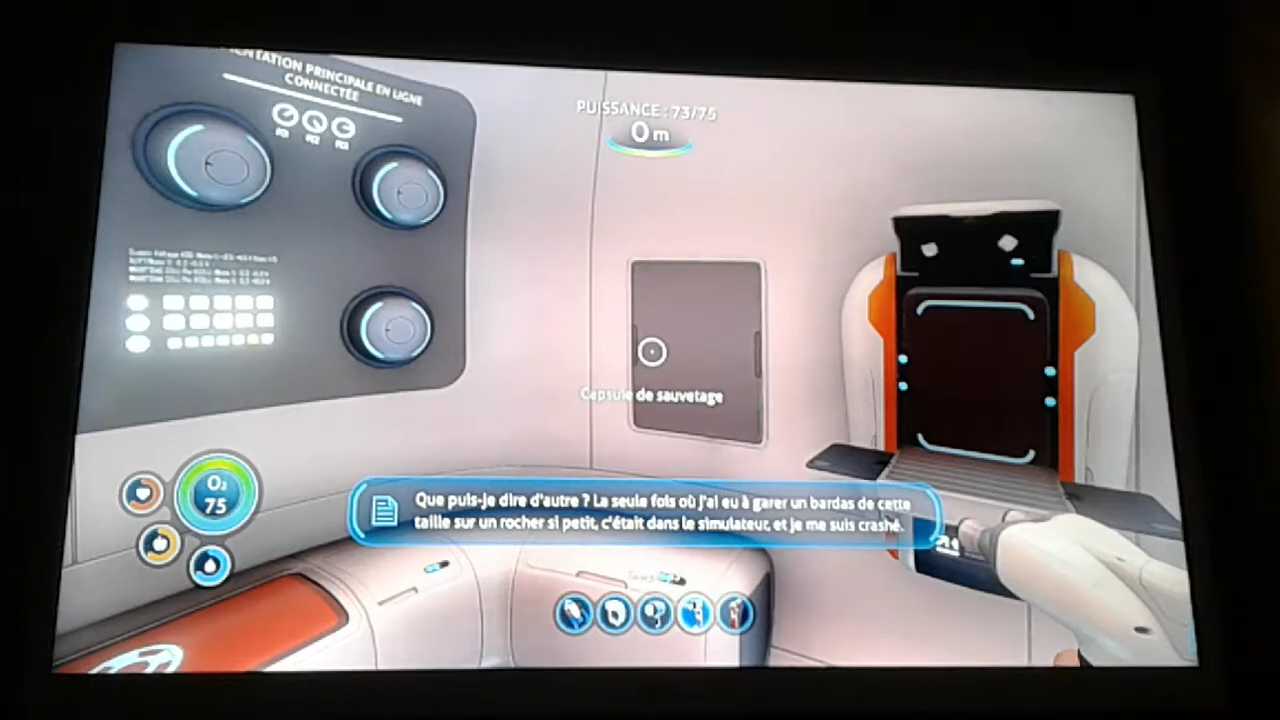 ENTATION PRINCIPALE EN LIGNE
CONNECTÉE
PUISSANCE : 73/75
0 m
Capsule de sauvetage
O₂
75
Que puis-je dire d'autre ? La seule fois où j'ai eu à garer un bardas de cette
taille sur un rocher si petit, c'était dans le simulateur, et je me suis crashé.